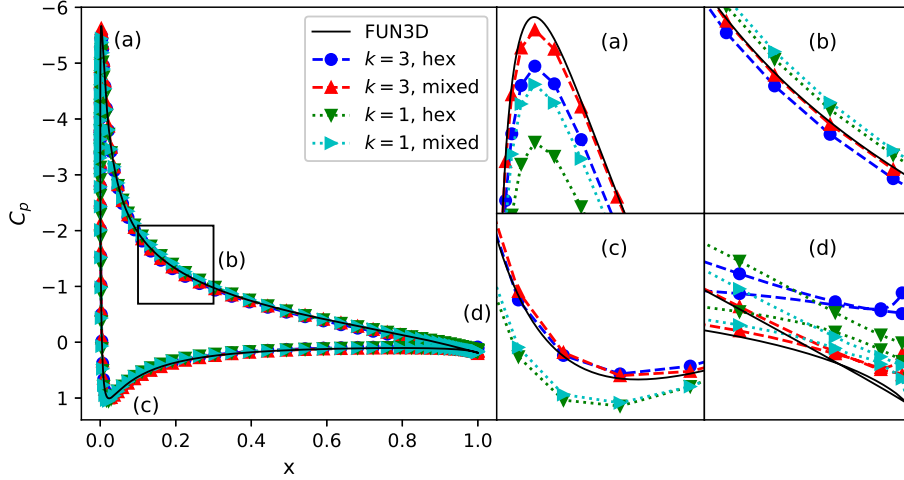 −6
−5
−4
−3
−2
−1
0
1
C_p
0.0
0.2
0.4
0.6
0.8
1.0
x
(a)
(b)
(c)
(d)
FUN3D
k = 3, hex
k = 3, mixed
k = 1, hex
k = 1, mixed
(a)
(b)
(c)
(d)